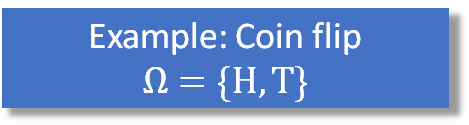 Example: Coin flip
Ω = {H, T}